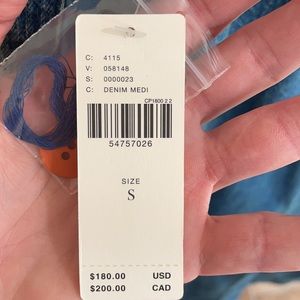 C: 4115
V: 058148
S: 0000023
C: DENIM MEDI
CP1800 2 2
54757026
SIZE
S
$180.00 USD
$200.00 CAD